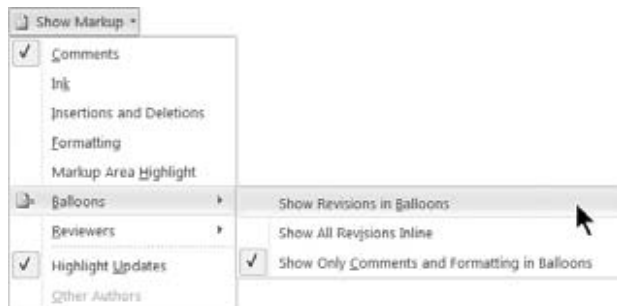 Show Markup
Comments
Ink
Insertions and Deletions
Formatting
Markup Area Highlight
Balloons
Show Revisions in Balloons
Reviewers
Show All Revisions Inline
Highlight Updates
Show Only Comments and Formatting in Balloons
Other Authors